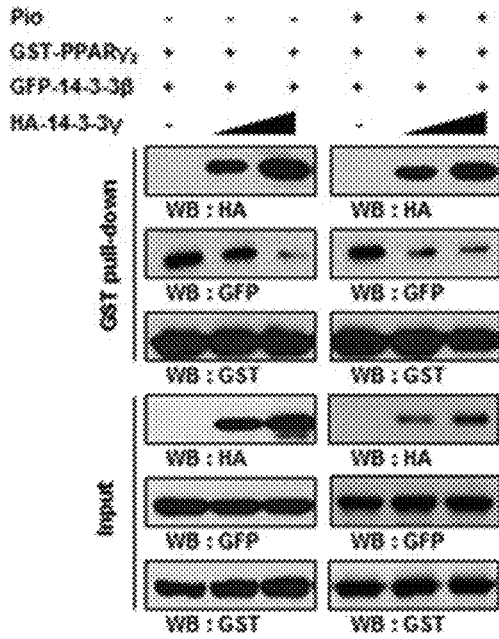 Pio - - - + + +
GST-PPARγ₂ + + + + + +
GFP-14-3-3β + + + + + +
HA-14-3-3γ - -
GST pull-down
WB : HA WB : HA
WB : GFP WB : GFP
WB : GST WB : GST
Input
WB : HA WB : HA
WB : GFP WB : GFP
WB : GST WB : GST